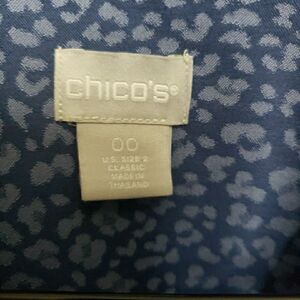 chico's®
00
U.S. SIZE 2
CLASSIC
MADE IN
THAILAND